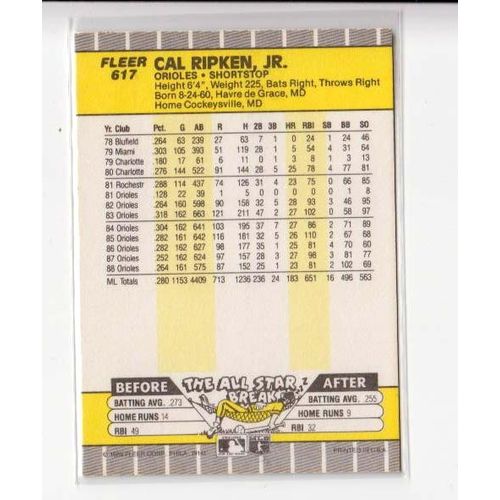 FLEER
617
CAL RIPKEN, JR.
ORIOLES • SHORTSTOP
Height 6'4", Weight 225, Bats Right, Throws Right
Born 8-24-60, Havre de Grace, MD
Home Cockeysville, MD
Yr. Club Pct. G AB R H 2B 3B HR RBI SB BB SO
78 Bluefield .264 63 239 27 63 7 1 0 24 1 24 46
79 Miami .303 105 393 51 119 28 1 5 54 4 31 54
79 Charlotte .180 17 61 6 11 0 1 3 8 1 3 13
80 Charlotte .276 144 522 91 144 28 5 25 78 4 77 81
81 Rochestr .288 114 437 74 126 31 4 23 75 0 66 85
81 Orioles .128 22 39 1 5 0 0 0 0 0 1 8
82 Orioles .264 160 598 90 158 32 5 28 93 3 46 95
83 Orioles .318 162 663 121 211 47 2 27 102 0 58 97
84 Orioles .304 162 641 103 195 37 7 27 86 2 71 89
85 Orioles .282 161 642 116 181 32 5 26 110 2 67 68
86 Orioles .282 162 627 98 177 35 1 25 81 4 70 60
87 Orioles .252 162 624 97 157 28 3 27 98 3 81 77
88 Orioles .264 161 575 87 152 25 1 23 81 2 102 69
ML Totals .280 1153 4409 713 1236 236 24 183 651 16 496 563
BEFORE THE ALL STAR BREAK AFTER
BATTING AVG. .273 BATTING AVG. .255
HOME RUNS 14 HOME RUNS 9
RBI 49 RBI 32
© 1989 FLEER CORP., PHILA., PA PRINTED IN U.S.A.